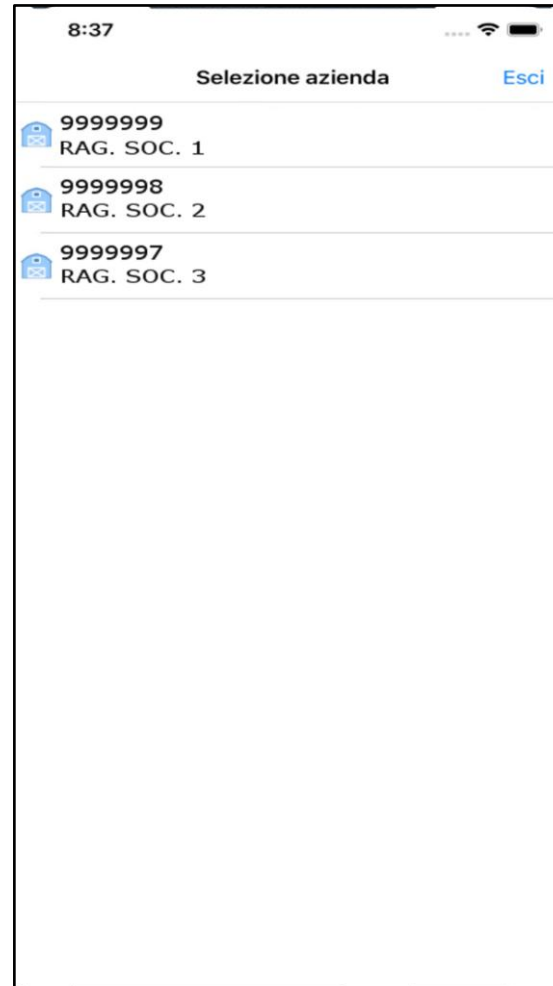 8:37
Selezione azienda
Esci
9999999
RAG. SOC. 1
9999998
RAG. SOC. 2
9999997
RAG. SOC. 3